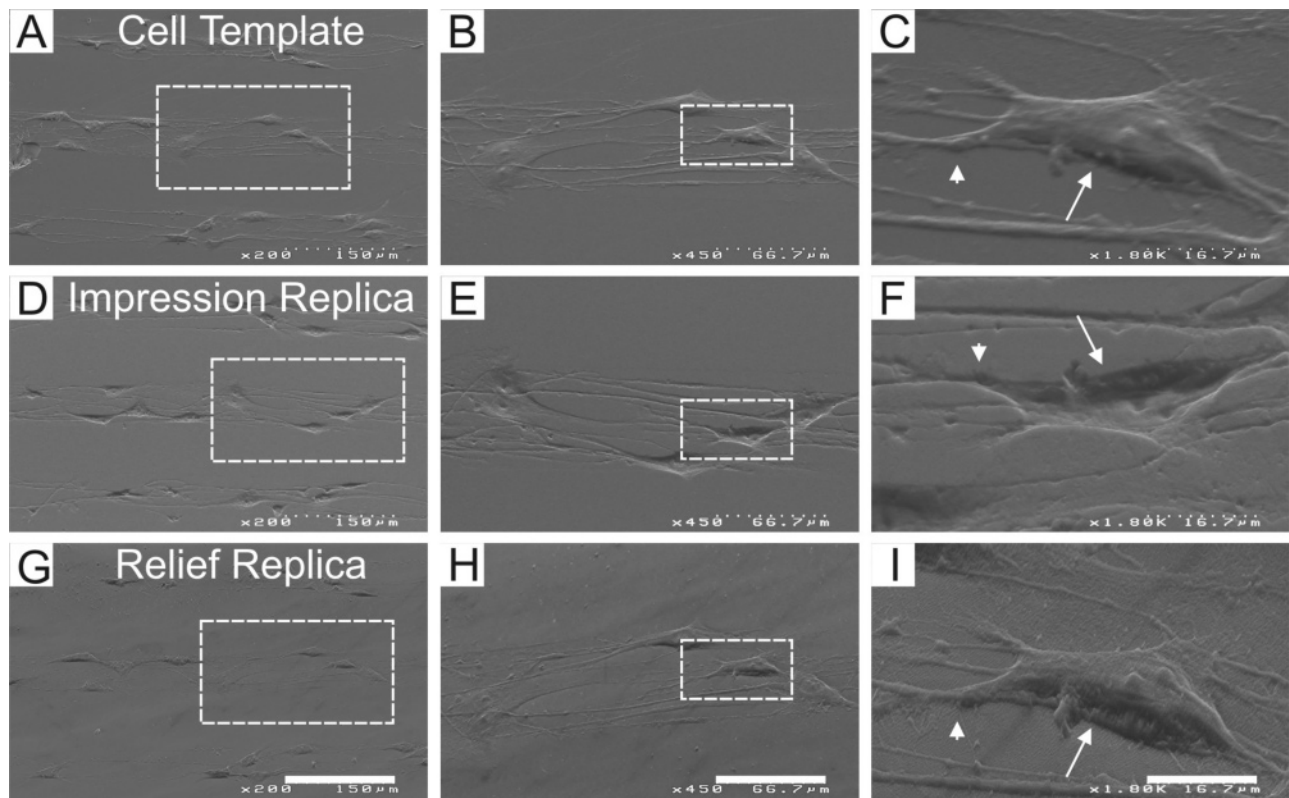 A Cell Template
x200 150µm
B
x450 66.7µm
C
x1.80K 16.7µm
D Impression Replica
x200 150µm
E
x450 66.7µm
F
x1.80K 16.7µm
G Relief Replica
x200 150µm
H
x450 66.7µm
I
x1.80K 16.7µm